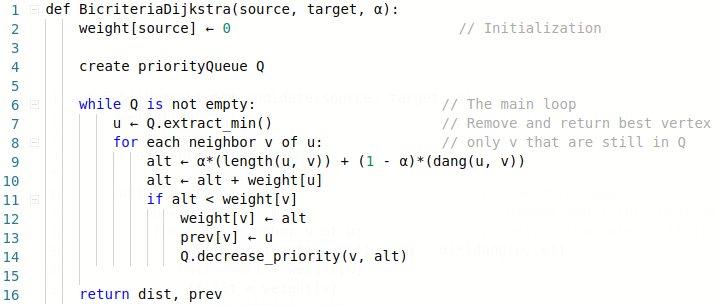 1 def BicriteriaDijkstra(source, target, α):
2 weight[source] ← 0 // Initialization
3
4 create priorityQueue Q
5
6 while Q is not empty: // The main loop
7 u ← Q.extract_min() // Remove and return best vertex
8 for each neighbor v of u: // only v that are still in Q
9 alt ← α*(length(u, v)) + (1 - α)*(dang(u, v))
10 alt ← alt + weight[u]
11 if alt < weight[v]
12 weight[v] ← alt
13 prev[v] ← u
14 Q.decrease_priority(v, alt)
15
16 return dist, prev